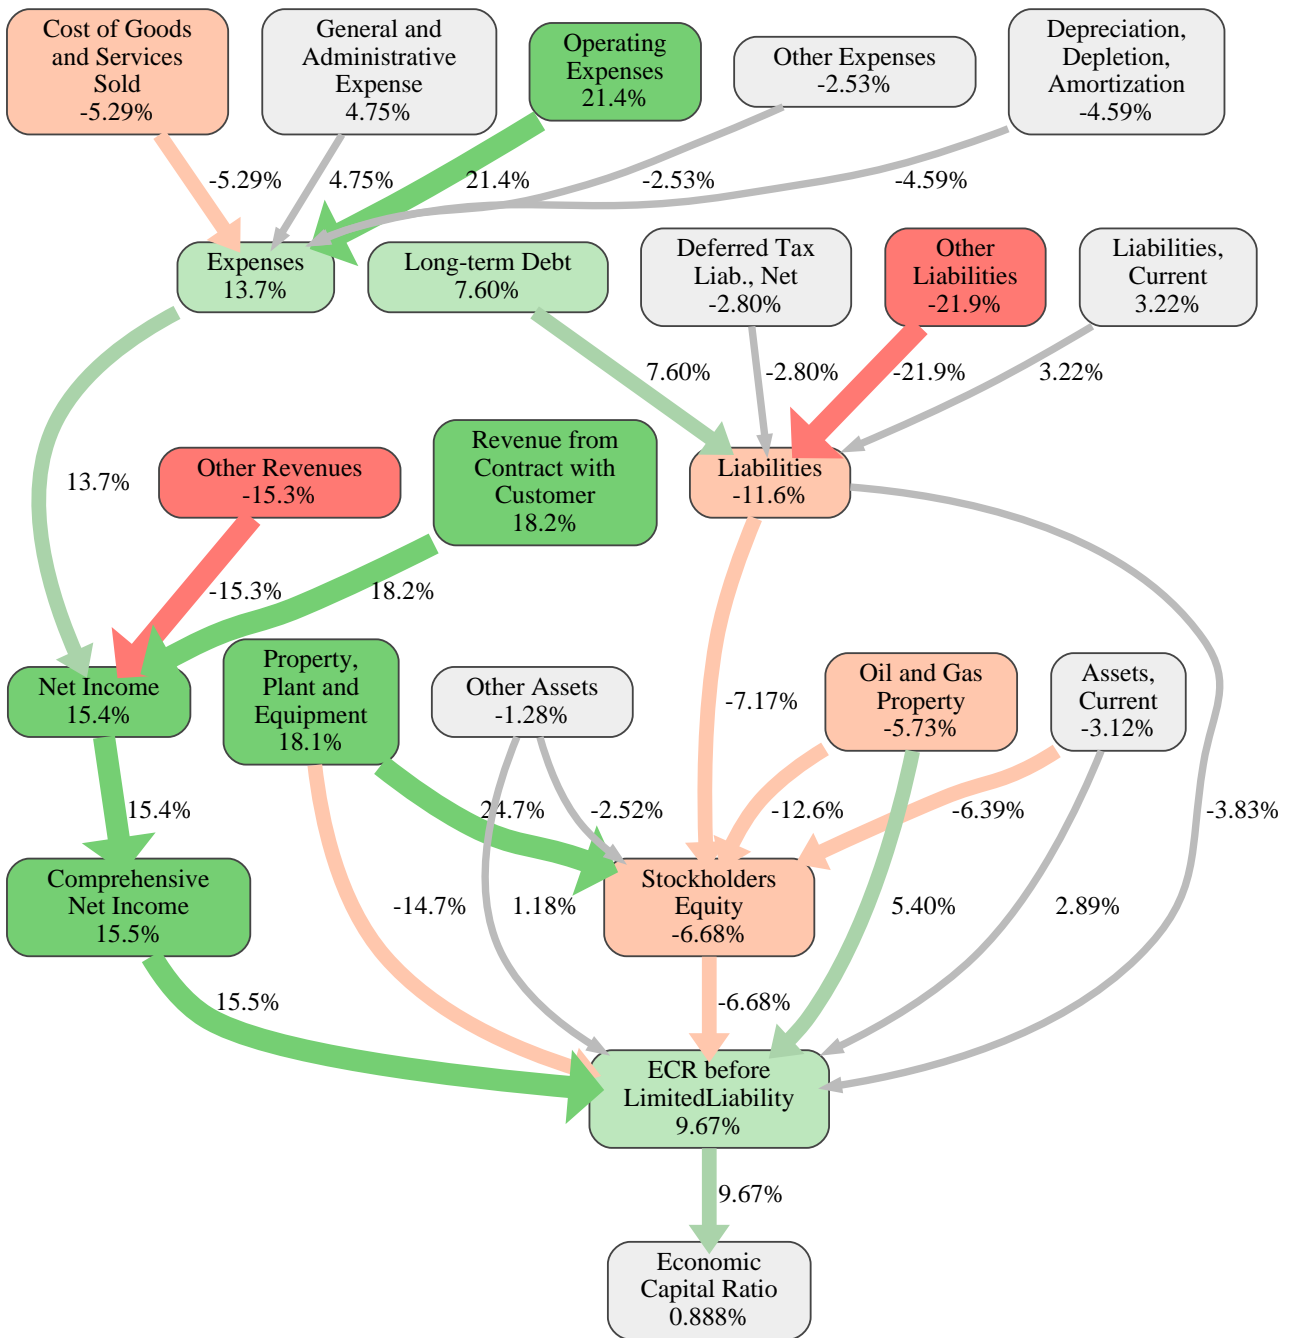 Cost of Goods
and Services
Sold
-5.29%
General and
Administrative
Expense
4.75%
Operating
Expenses
21.4%
Other Expenses
-2.53%
Depreciation,
Depletion,
Amortization
-4.59%
-5.29%
4.75%
21.4%
-2.53%
-4.59%
Expenses
13.7%
Long-term Debt
7.60%
Deferred Tax
Liab., Net
-2.80%
Other
Liabilities
-21.9%
Liabilities,
Current
3.22%
7.60%
-2.80%
-21.9%
3.22%
13.7%
Other Revenues
-15.3%
Revenue from
Contract with
Customer
18.2%
Liabilities
-11.6%
-15.3%
18.2%
Net Income
15.4%
Property,
Plant and
Equipment
18.1%
Other Assets
-1.28%
-7.17%
Oil and Gas
Property
-5.73%
Assets,
Current
-3.12%
15.4%
24.7%
-2.52%
-12.6%
-6.39%
-3.83%
Comprehensive
Net Income
15.5%
-14.7%
1.18%
Stockholders
Equity
-6.68%
5.40%
2.89%
15.5%
-6.68%
ECR before
LimitedLiability
9.67%
9.67%
Economic
Capital Ratio
0.888%